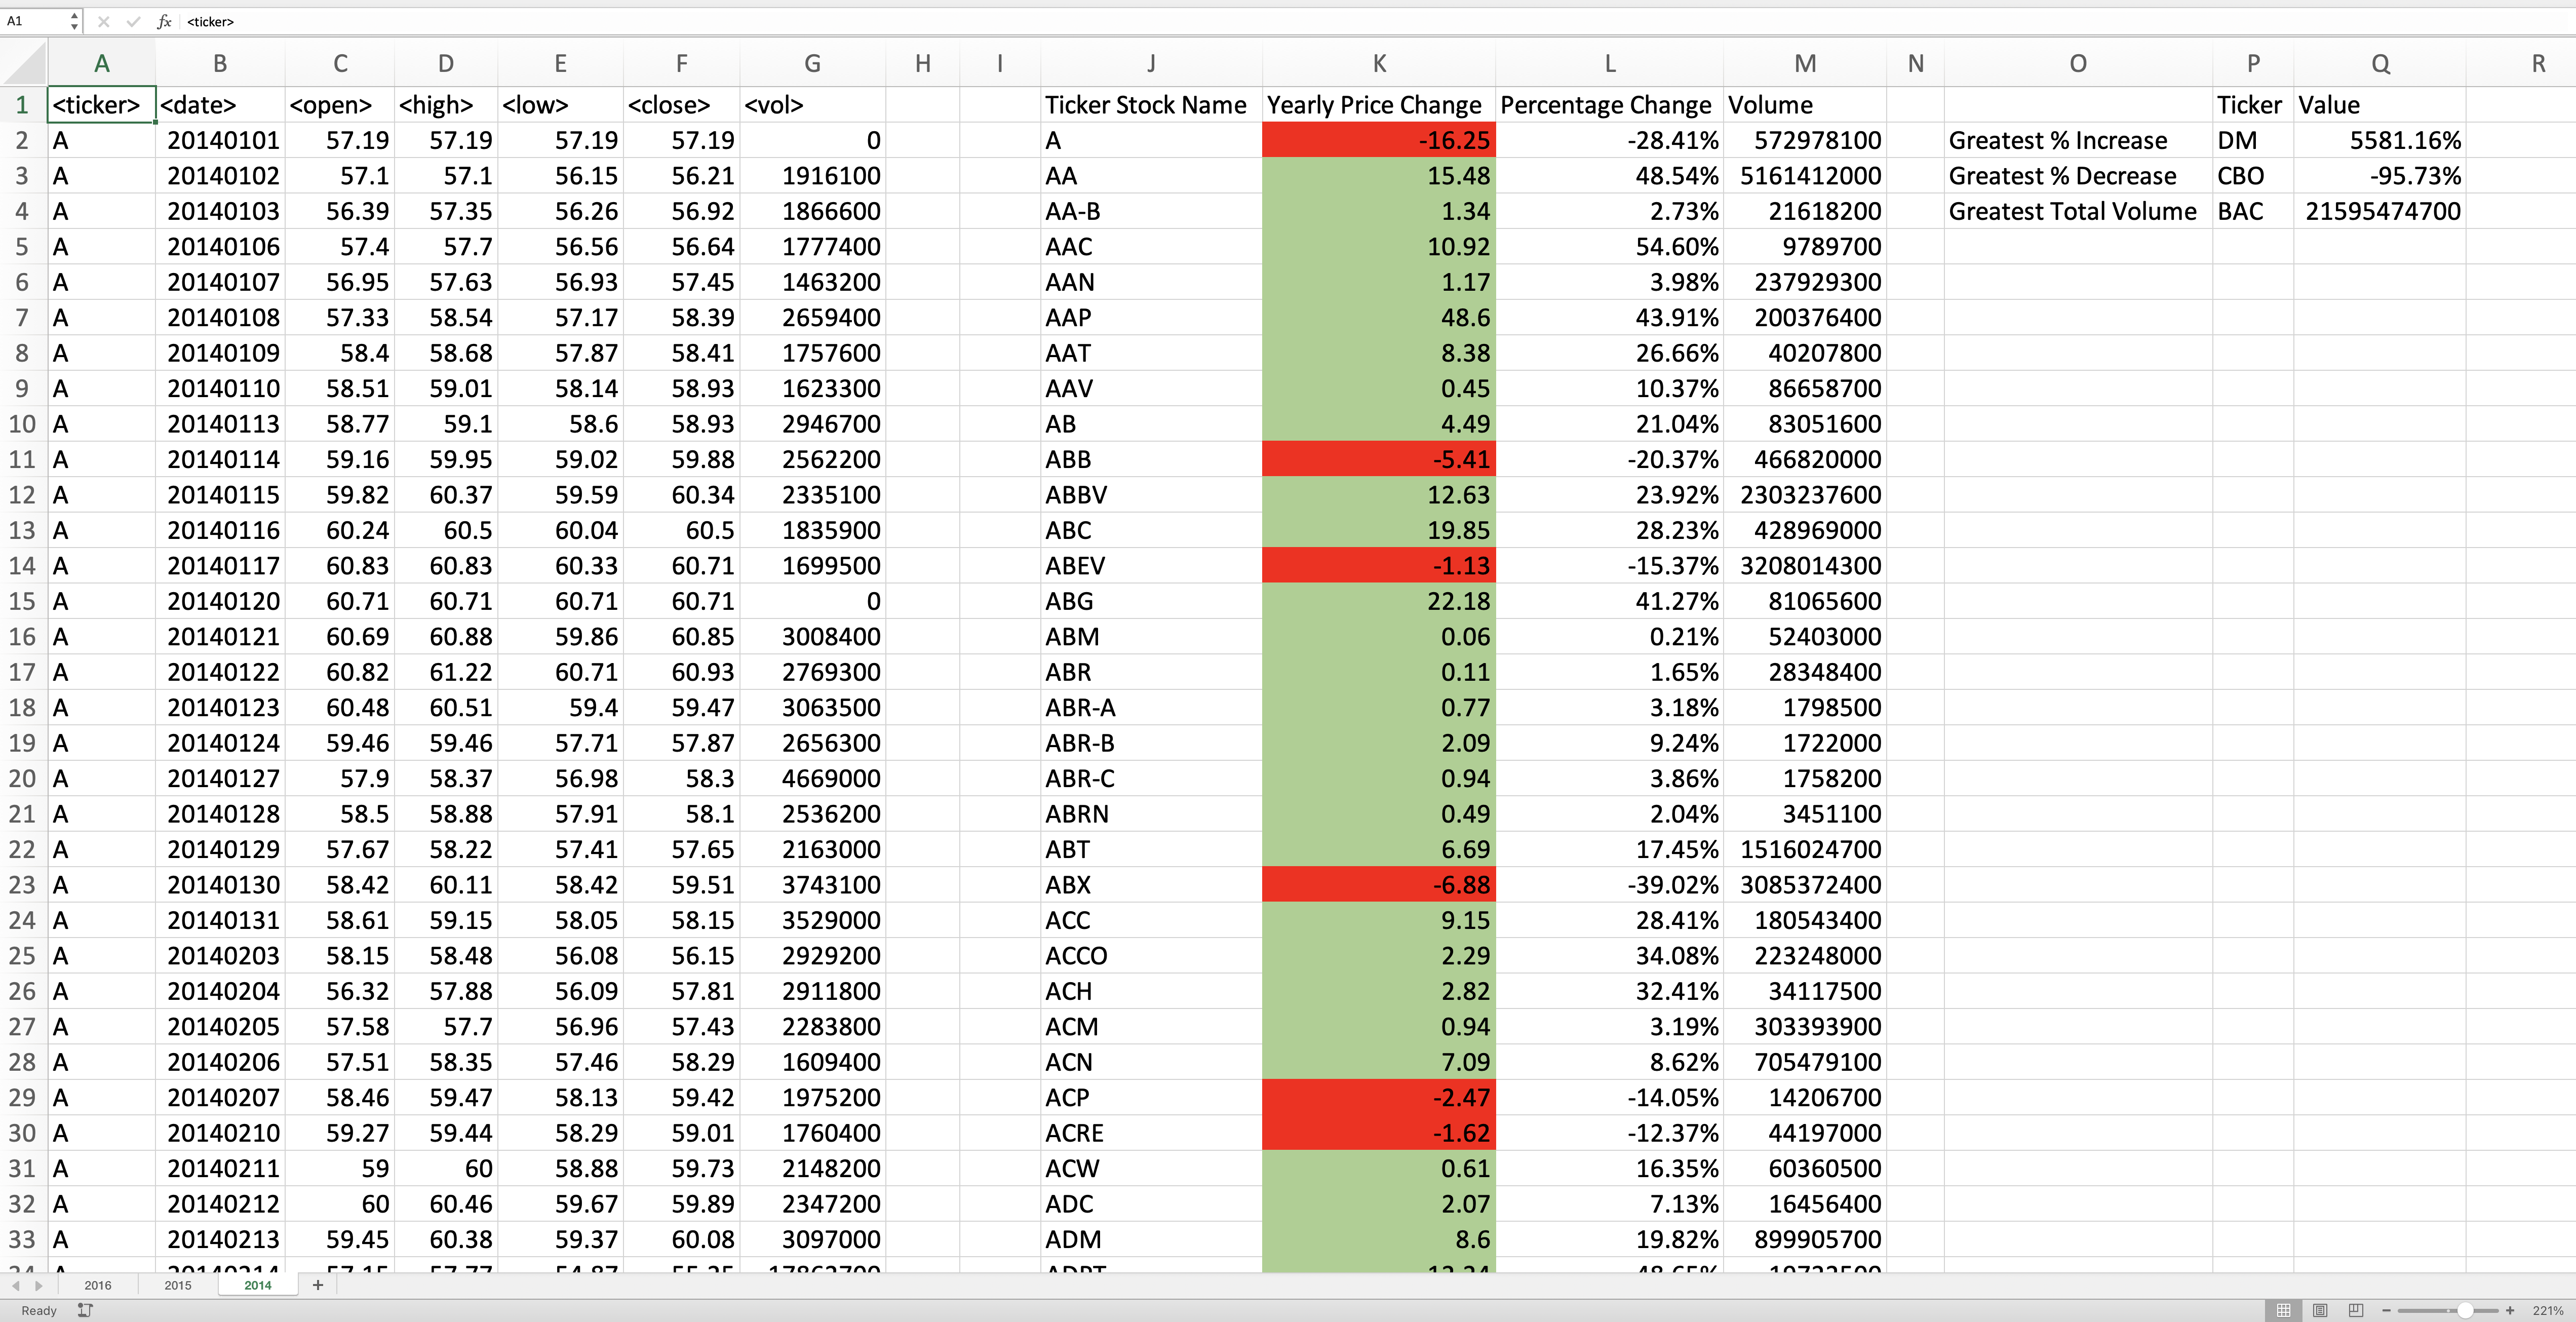 A1 fx <ticker>
A B C D E F G H I J K L M N O P Q R
1 <ticker> <date> <open> <high> <low> <close> <vol> Ticker Stock Name Yearly Price Change Percentage Change Volume Ticker Value
2 A 20140101 57.19 57.19 57.19 57.19 0 A -16.25 -28.41% 572978100 Greatest % Increase DM 5581.16%
3 A 20140102 57.1 57.1 56.15 56.21 1916100 AA 15.48 48.54% 5161412000 Greatest % Decrease CBO -95.73%
4 A 20140103 56.39 57.35 56.26 56.92 1866600 AA-B 1.34 2.73% 21618200 Greatest Total Volume BAC 21595474700
5 A 20140106 57.4 57.7 56.56 56.64 1777400 AAC 10.92 54.60% 9789700
6 A 20140107 56.95 57.63 56.93 57.45 1463200 AAN 1.17 3.98% 237929300
7 A 20140108 57.33 58.54 57.17 58.39 2659400 AAP 48.6 43.91% 200376400
8 A 20140109 58.4 58.68 57.87 58.41 1757600 AAT 8.38 26.66% 40207800
9 A 20140110 58.51 59.01 58.14 58.93 1623300 AAV 0.45 10.37% 86658700
10 A 20140113 58.77 59.1 58.6 58.93 2946700 AB 4.49 21.04% 83051600
11 A 20140114 59.16 59.95 59.02 59.88 2562200 ABB -5.41 -20.37% 466820000
12 A 20140115 59.82 60.37 59.59 60.34 2335100 ABBV 12.63 23.92% 2303237600
13 A 20140116 60.24 60.5 60.04 60.5 1835900 ABC 19.85 28.23% 428969000
14 A 20140117 60.83 60.83 60.33 60.71 1699500 ABEV -1.13 -15.37% 3208014300
15 A 20140120 60.71 60.71 60.71 60.71 0 ABG 22.18 41.27% 81065600
16 A 20140121 60.69 60.88 59.86 60.85 3008400 ABM 0.06 0.21% 52403000
17 A 20140122 60.82 61.22 60.71 60.93 2769300 ABR 0.11 1.65% 28348400
18 A 20140123 60.48 60.51 59.4 59.47 3063500 ABR-A 0.77 3.18% 1798500
19 A 20140124 59.46 59.46 57.71 57.87 2656300 ABR-B 2.09 9.24% 1722000
20 A 20140127 57.9 58.37 56.98 58.3 4669000 ABR-C 0.94 3.86% 1758200
21 A 20140128 58.5 58.88 57.91 58.1 2536200 ABRN 0.49 2.04% 3451100
22 A 20140129 57.67 58.22 57.41 57.65 2163000 ABT 6.69 17.45% 1516024700
23 A 20140130 58.42 60.11 58.42 59.51 3743100 ABX -6.88 -39.02% 3085372400
24 A 20140131 58.61 59.15 58.05 58.15 3529000 ACC 9.15 28.41% 180543400
25 A 20140203 58.15 58.48 56.08 56.15 2929200 ACCO 2.29 34.08% 223248000
26 A 20140204 56.32 57.88 56.09 57.81 2911800 ACH 2.82 32.41% 34117500
27 A 20140205 57.58 57.7 56.96 57.43 2283800 ACM 0.94 3.19% 303393900
28 A 20140206 57.51 58.35 57.46 58.29 1609400 ACN 7.09 8.62% 705479100
29 A 20140207 58.46 59.47 58.13 59.42 1975200 ACP -2.47 -14.05% 14206700
30 A 20140210 59.27 59.44 58.29 59.01 1760400 ACRE -1.62 -12.37% 44197000
31 A 20140211 59 60 58.88 59.73 2148200 ACW 0.61 16.35% 60360500
32 A 20140212 60 60.46 59.67 59.89 2347200 ADC 2.07 7.13% 16456400
33 A 20140213 59.45 60.38 59.37 60.08 3097000 ADM 8.6 19.82% 899905700
2016 2015 2014 +
Ready 221%